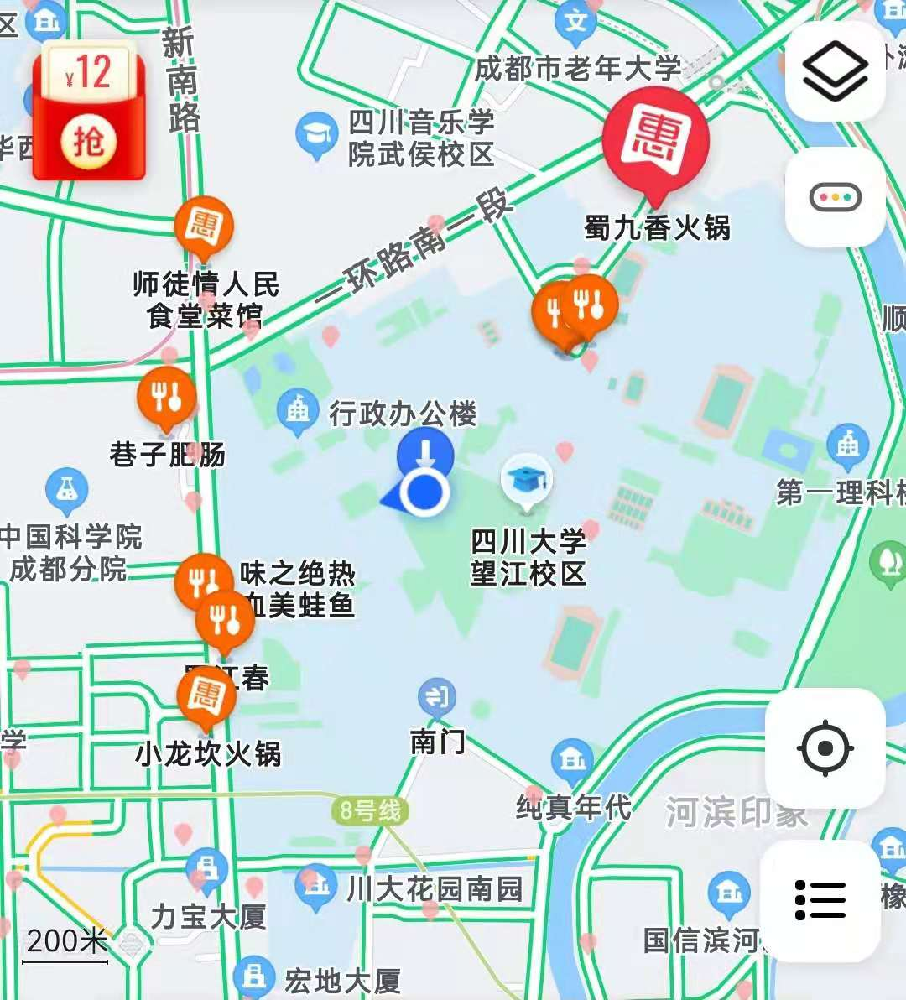 区
新南路
文
¥12
抢
华西
成都市老年大学
四川音乐学
院武侯校区
惠
蜀九香火锅
一环路南一段
惠
师徒情人民
食堂菜馆
顺
行政办公楼
巷子肥肠
中国科学院
成都分院
第一理科楼
四川大学
望江校区
味之绝热
血美蛙鱼
江春
惠
小龙坎火锅
学
南门
纯真年代
河滨印象
8号线
川大花园南园
力宝大厦
橡
国信滨河
200米
宏地大厦